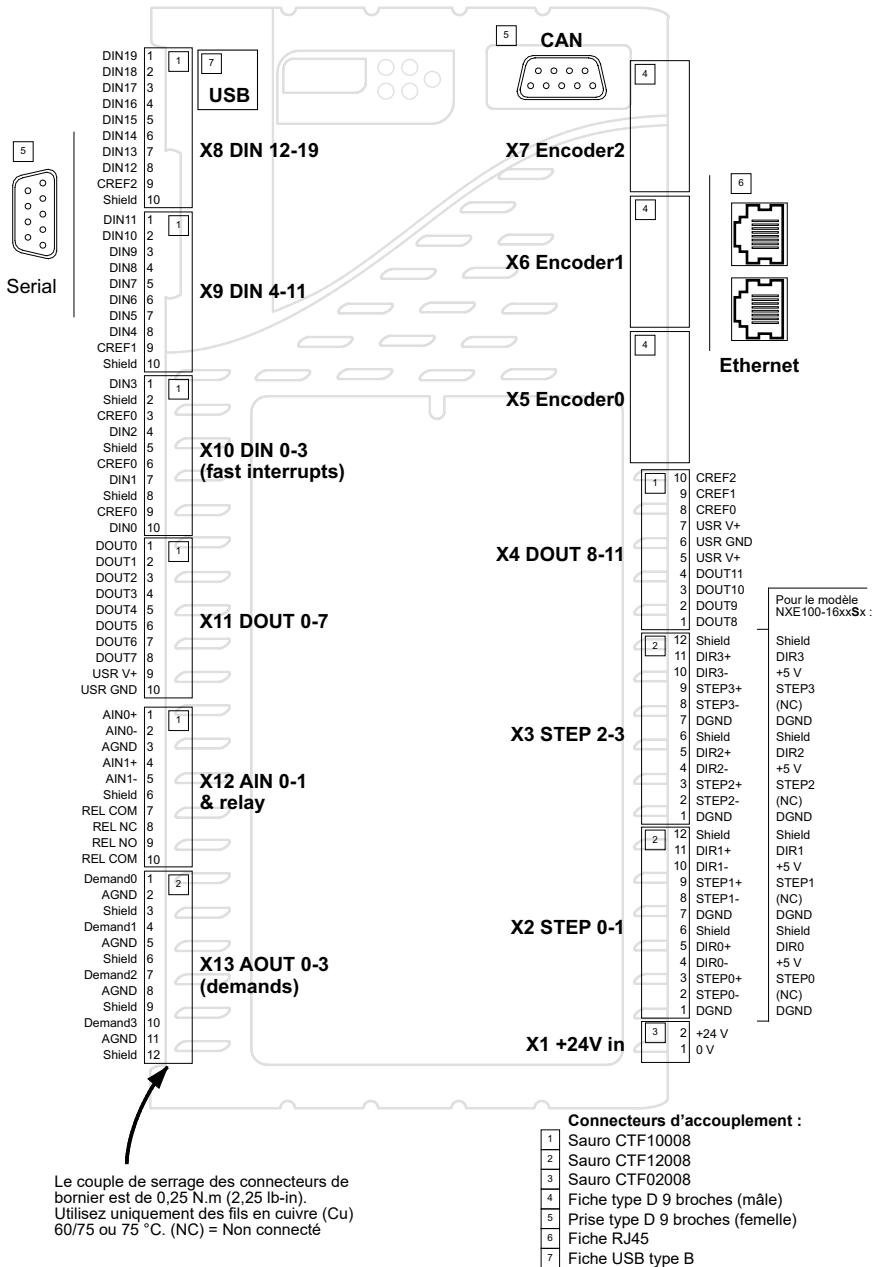 5 CAN
DIN19 1
DIN18 2
DIN17 3
DIN16 4
DIN15 5
DIN14 6
DIN13 7
DIN12 8
CREF2 9
Shield 10
1
7
USB
X8 DIN 12-19
5
Serial
DIN11 1
DIN10 2
DIN9 3
DIN8 4
DIN7 5
DIN6 6
DIN5 7
DIN4 8
CREF1 9
Shield 10
1
X9 DIN 4-11
DIN3 1
Shield 2
CREF0 3
DIN2 4
Shield 5
CREF0 6
DIN1 7
Shield 8
CREF0 9
DIN0 10
1
X10 DIN 0-3
(fast interrupts)
DOUT0 1
DOUT1 2
DOUT2 3
DOUT3 4
DOUT4 5
DOUT5 6
DOUT6 7
DOUT7 8
USR V+ 9
USR GND 10
1
X11 DOUT 0-7
AIN0+ 1
AIN0- 2
AGND 3
AIN1+ 4
AIN1- 5
Shield 6
REL COM 7
REL NC 8
REL NO 9
REL COM 10
1
X12 AIN 0-1
& relay
Demand0 1
AGND 2
Shield 3
Demand1 4
AGND 5
Shield 6
Demand2 7
AGND 8
Shield 9
Demand3 10
AGND 11
Shield 12
2
X13 AOUT 0-3
(demands)
4
X7 Encoder2
4
X6 Encoder1
4
X5 Encoder0
6
Ethernet
1
10 CREF2
9 CREF1
8 CREF0
7 USR V+
6 USR GND
5 USR V+
4 DOUT11
3 DOUT10
2 DOUT9
1 DOUT8
X4 DOUT 8-11
Pour le modèle
NXE100-16xxSx :
2
12 Shield Shield
11 DIR3+ DIR3
10 DIR3- +5 V
9 STEP3+ STEP3
8 STEP3- (NC)
7 DGND DGND
6 Shield Shield
5 DIR2+ DIR2
4 DIR2- +5 V
3 STEP2+ STEP2
2 STEP2- (NC)
1 DGND DGND
X3 STEP 2-3
2
12 Shield Shield
11 DIR1+ DIR1
10 DIR1- +5 V
9 STEP1+ STEP1
8 STEP1- (NC)
7 DGND DGND
6 Shield Shield
5 DIR0+ DIR0
4 DIR0- +5 V
3 STEP0+ STEP0
2 STEP0- (NC)
1 DGND DGND
X2 STEP 0-1
3
2 +24 V
1 0 V
X1 +24V in
Le couple de serrage des connecteurs de
bornier est de 0,25 N.m (2,25 lb-in).
Utilisez uniquement des fils en cuivre (Cu)
60/75 ou 75 °C. (NC) = Non connecté
Connecteurs d’accouplement :
1 Sauro CTF10008
2 Sauro CTF12008
3 Sauro CTF02008
4 Fiche type D 9 broches (mâle)
5 Prise type D 9 broches (femelle)
6 Fiche RJ45
7 Fiche USB type B